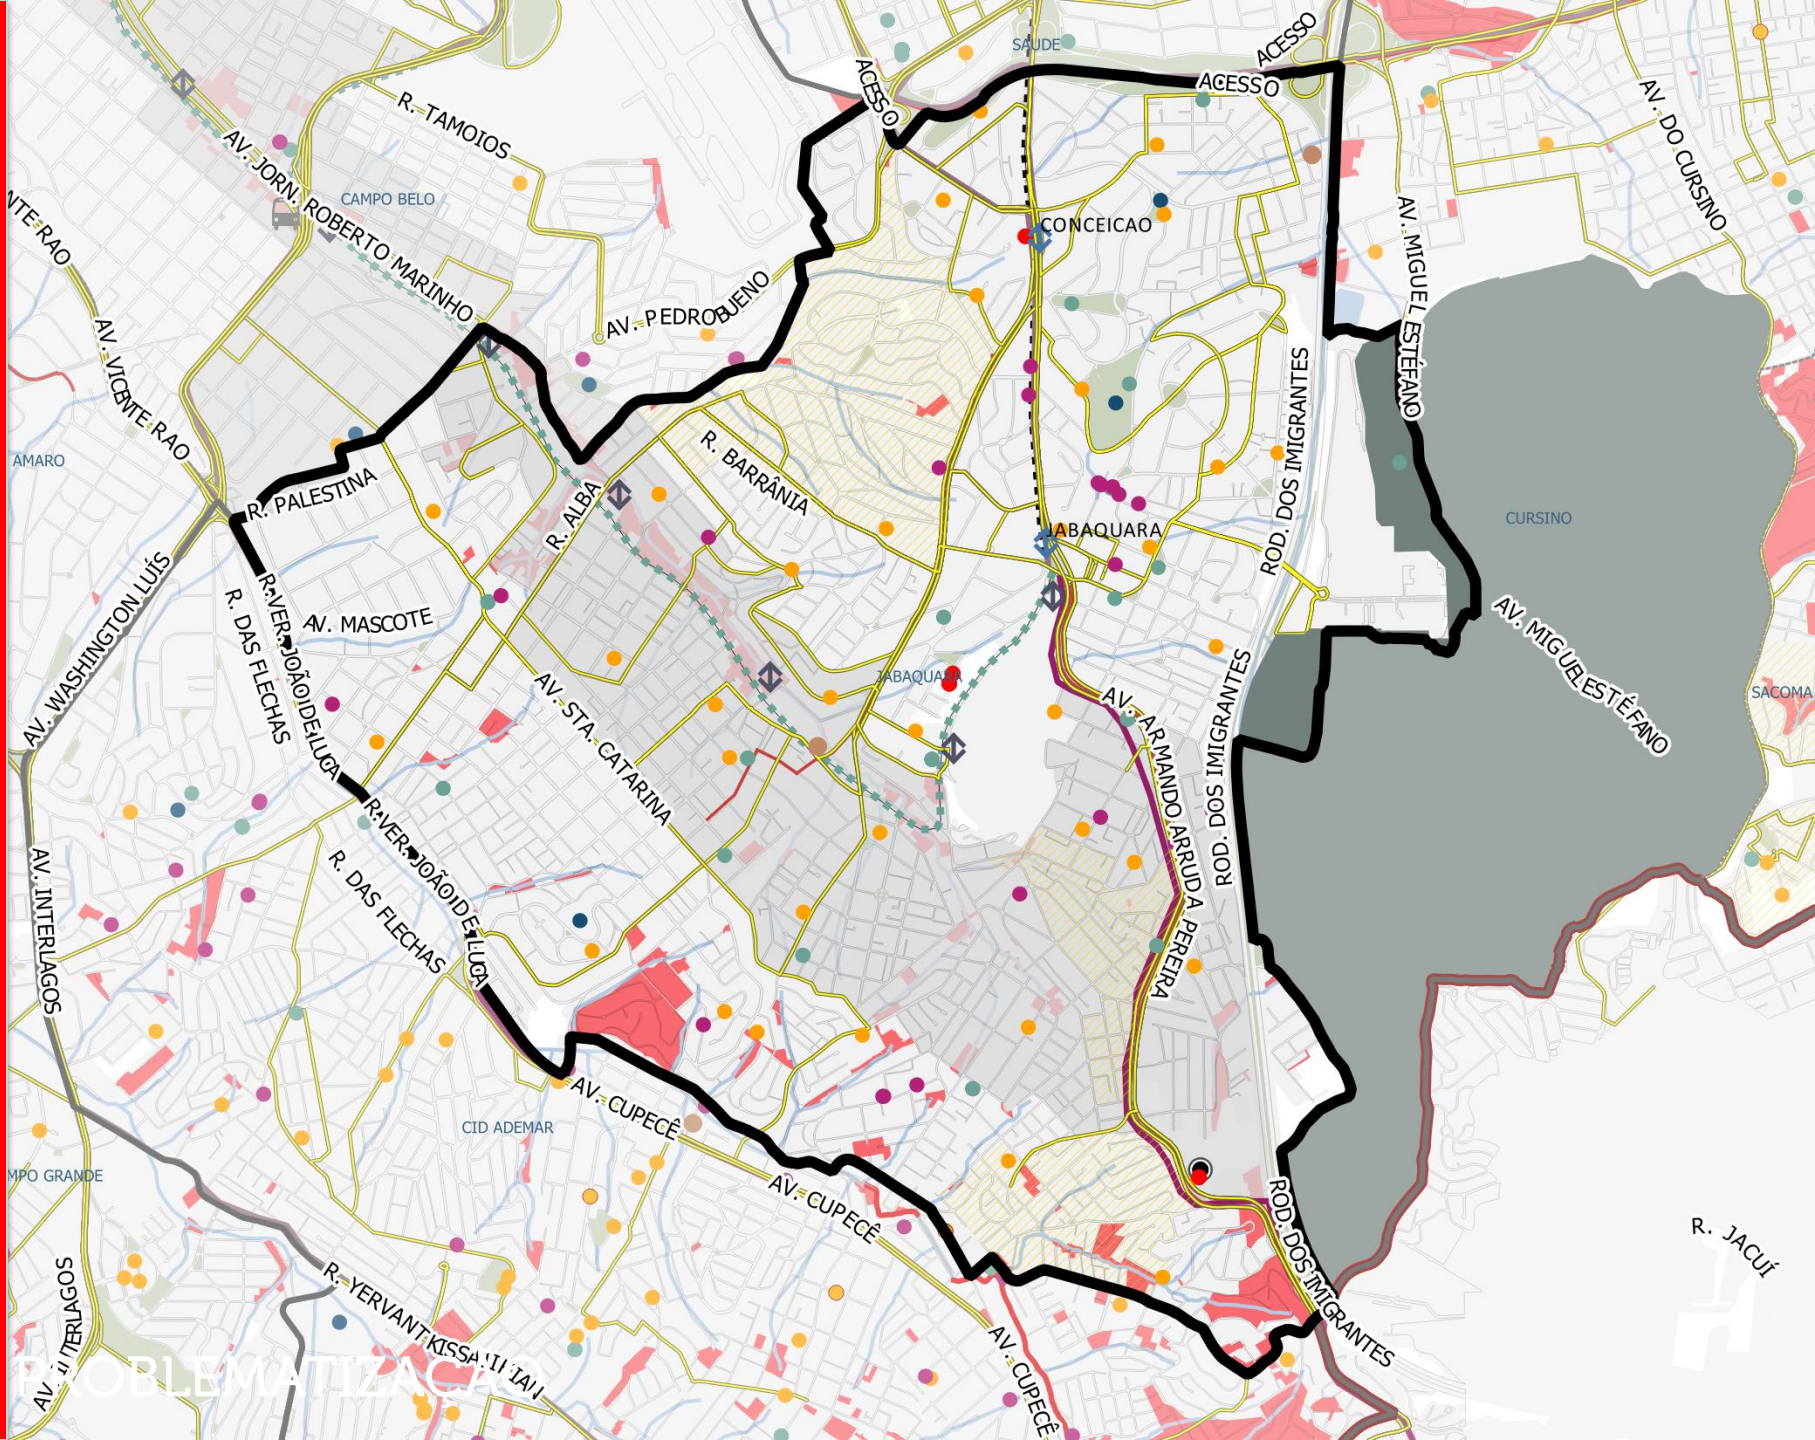 SAUDE
ACESSO
ACESSO
ACESSO
R. TAMOIOS
AV. DO CURSINO
AV. JORN. ROBERTO MARINHO
CAMPO BELO
NTE RAO
CONCEICAO
AV. MIGUEL ESTÉFANO
AV. PEDRO BUENO
AV. VICENTE RAO
ROD. DOS IMIGRANTES
AMARO
R. PALESTINA
R. BARRÂNIA
R. ALBA
JABAQUARA
CURSINO
AV. WASHINGTON LUÍS
R. DAS FLECHAS
R. VER. JOÃO DE LUCA
AV. MASCOTE
AV. MIGUEL ESTÉFANO
JABAQUARA
AV. STA. CATARINA
SACOMA
AV. ARMANDO ARRUDA PEREIRA
ROD. DOS IMIGRANTES
R. VER. JOÃO DE LUCA
R. DAS FLECHAS
AV. INTERLAGOS
AV. CUPECÊ
CID ADEMAR
MPO GRANDE
AV. CUPECÊ
ROD. DOS IMIGRANTES
R. JACUÍ
R. YERVANT KISSAJIKIAN
AV. INTERLAGOS
AV. CUPECÊ
PROBLEMATIZAÇÃO